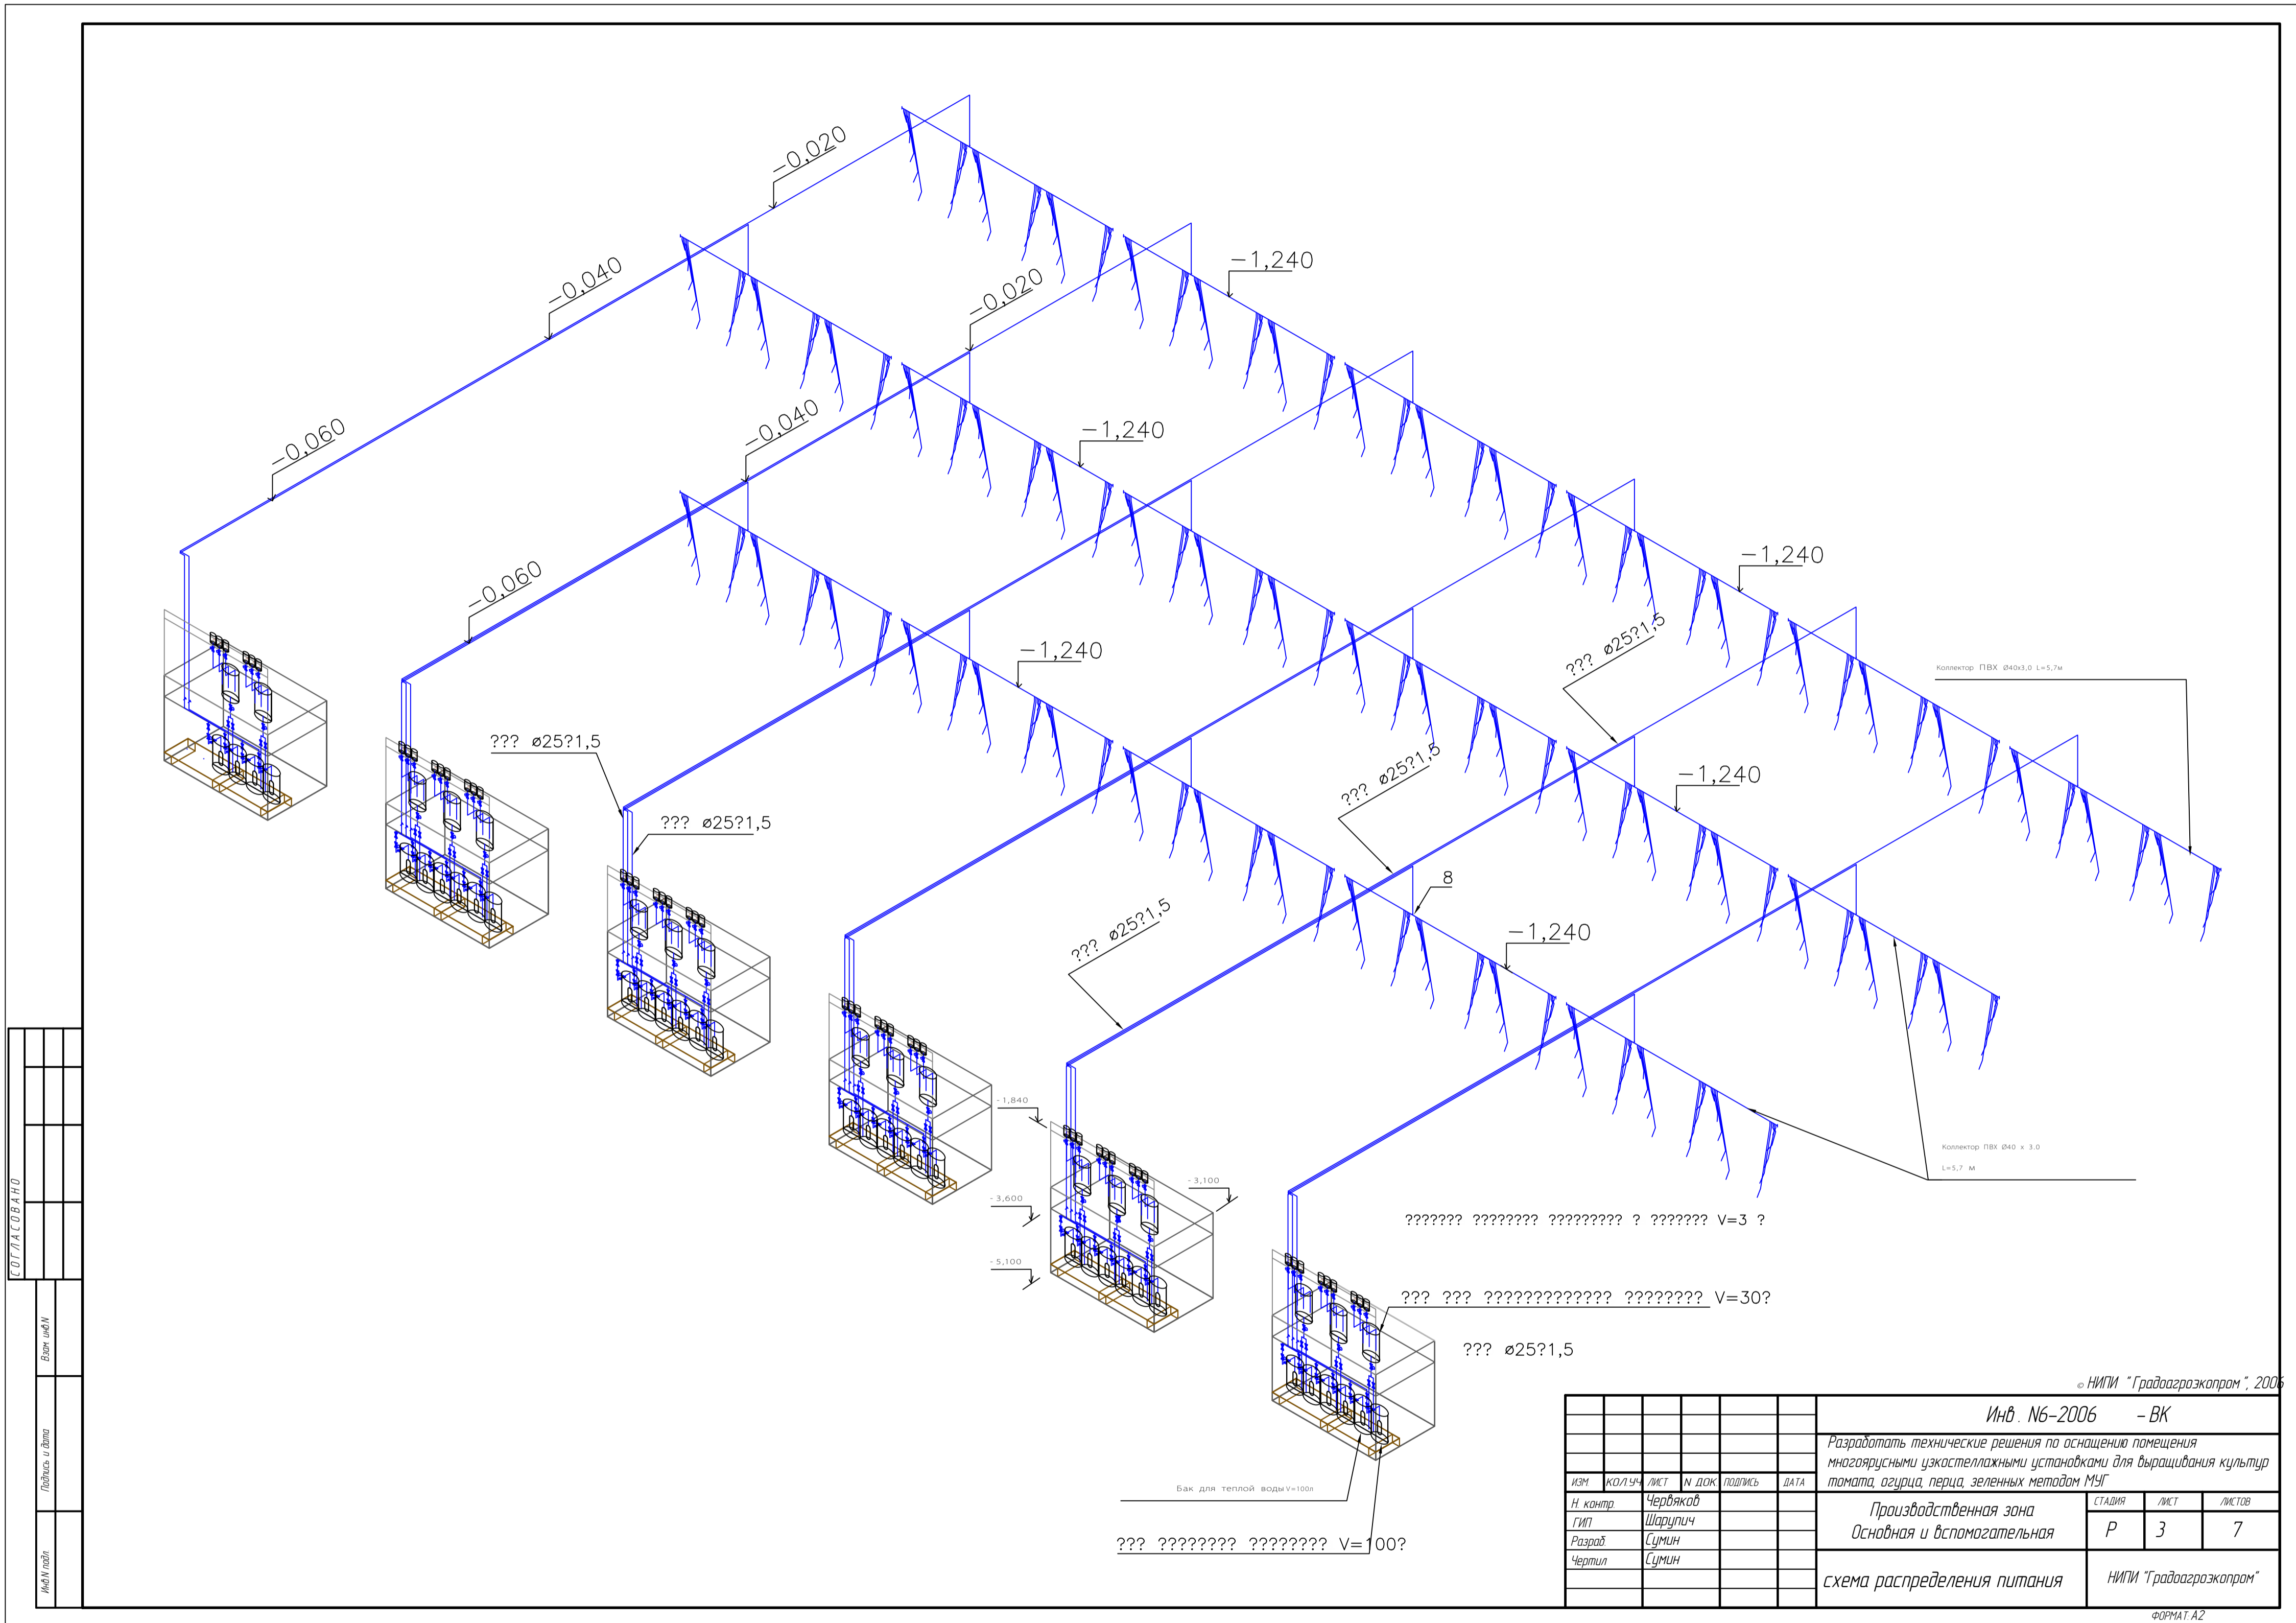 -0,020
-0,040
-0,020
-1,240
-0,040
-1,240
-0,060
-1,240
-0,060
-1,240
??? ø25?1,5
Коллектор ПВХ Ø40х3,0 L=5,7м
??? ø25?1,5
??? ø25?1,5
-1,240
??? ø25?1,5
8
-1,240
??? ø25?1,5
-1,840
-3,600
-3,100
-5,100
Коллектор ПВХ Ø40 х 3.0
L=5,7 М
??????? ???????? ????????? ? ??????? V=3 ?
??? ??? ????????????? ???????? V=30?
??? ø25?1,5
Бак для теплой воды V=100л
??? ???????? ???????? V=100?
СОГЛАСОВАНО
Взам. инв.N
Подпись и дата
Инв.N подл.
© НИПИ "Градоагроэкопром", 2006
Инв. N6-2006 -ВК
Разработать технические решения по оснащению помещения
многоярусными узкостеллажными установками для выращивания культур
томата, огурца, перца, зеленных методом МУГ
ИЗМ. КОЛ.УЧ ЛИСТ N ДОК ПОДПИСЬ ДАТА
Н. контр. Червяков
ГИП Шарупич
Разраб. Сумин
Чертил Сумин
Производственная зона
Основная и вспомогательная
СТАДИЯ ЛИСТ ЛИСТОВ
Р 3 7
схема распределения питания
НИПИ "Градоагроэкопром"
ФОРМАТ А2